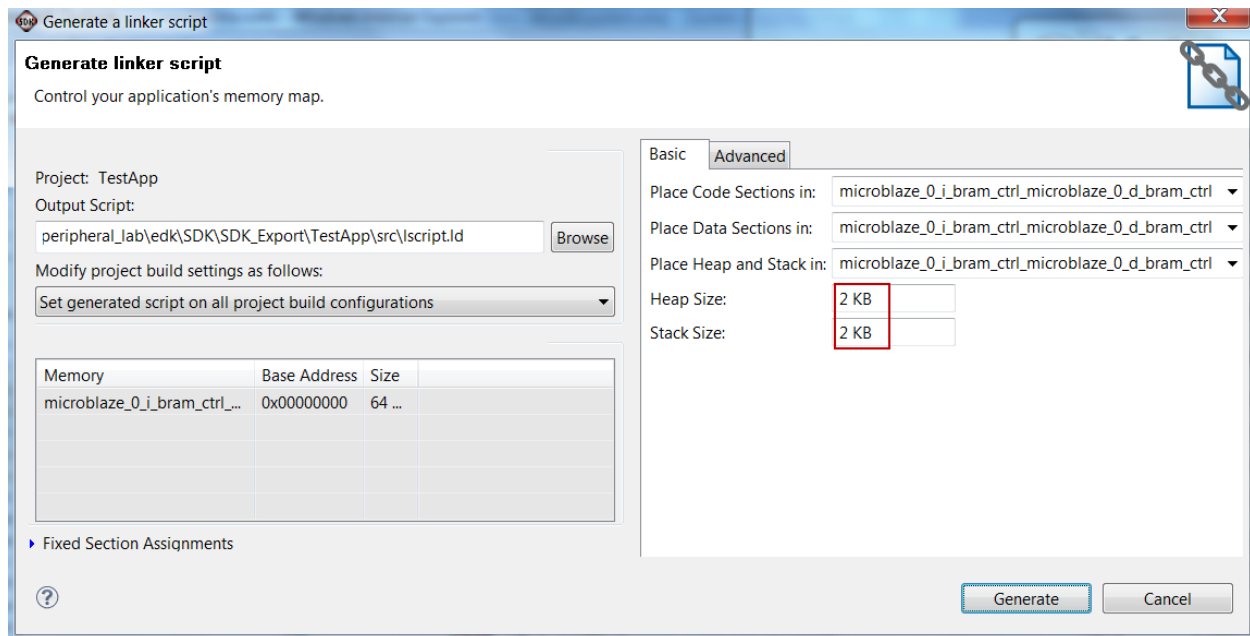 SDK Generate a linker script
X
Generate linker script
Control your application's memory map.
Project: TestApp
Output Script:
peripheral_lab\edk\SDK\SDK_Export\TestApp\src\lscript.ld Browse
Modify project build settings as follows:
Set generated script on all project build configurations
Memory Base Address Size
microblaze_0_i_bram_ctrl_... 0x00000000 64 ...
Fixed Section Assignments
Basic Advanced
Place Code Sections in: microblaze_0_i_bram_ctrl_microblaze_0_d_bram_ctrl
Place Data Sections in: microblaze_0_i_bram_ctrl_microblaze_0_d_bram_ctrl
Place Heap and Stack in: microblaze_0_i_bram_ctrl_microblaze_0_d_bram_ctrl
Heap Size: 2 KB
Stack Size: 2 KB
?
Generate Cancel